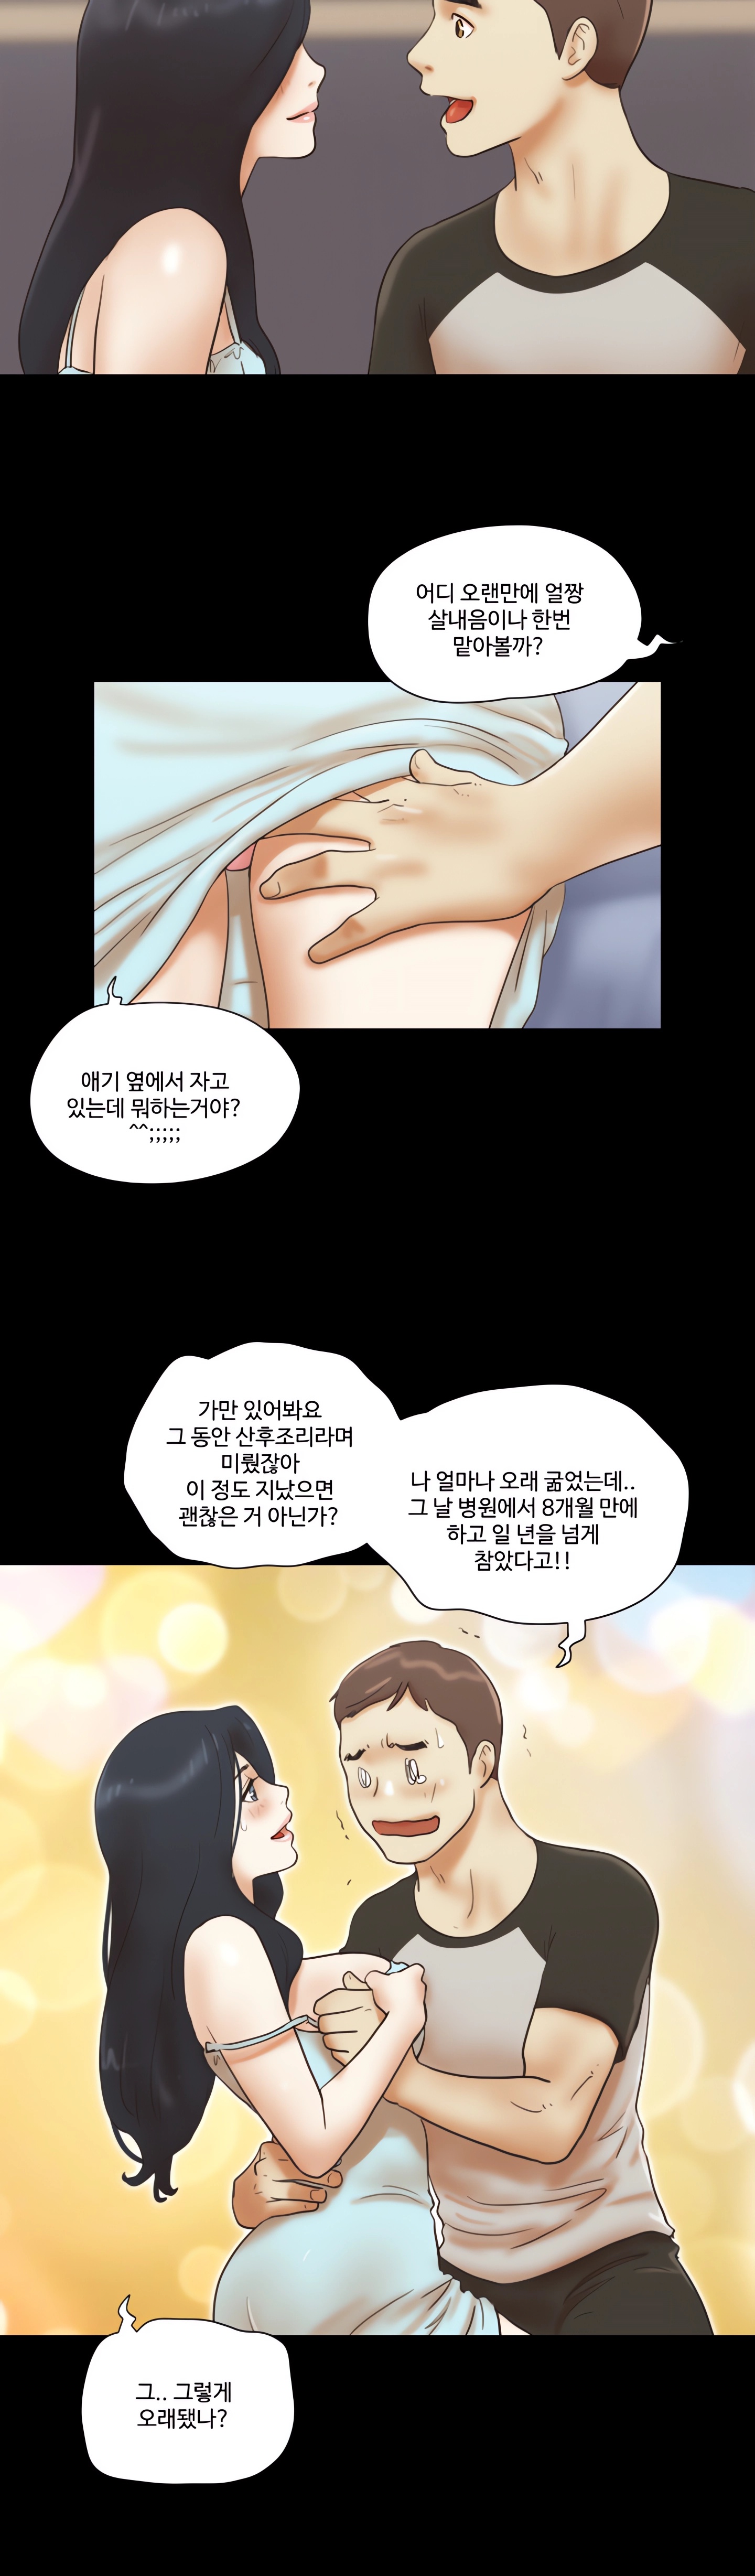 어디 오랜만에 얼짱
살내음이나 한번
맡아볼까?
애기 옆에서 자고
있는데 뭐하는거야?
^^;;;;;
가만 있어봐요
그 동안 산후조리라며
미뤘잖아
이 정도 지났으면
괜찮은 거 아닌가?
나 얼마나 오래 굶었는데..
그 날 병원에서 8개월 만에
하고 일 년을 넘게
참았다고!!
그.. 그렇게
오래됐나?